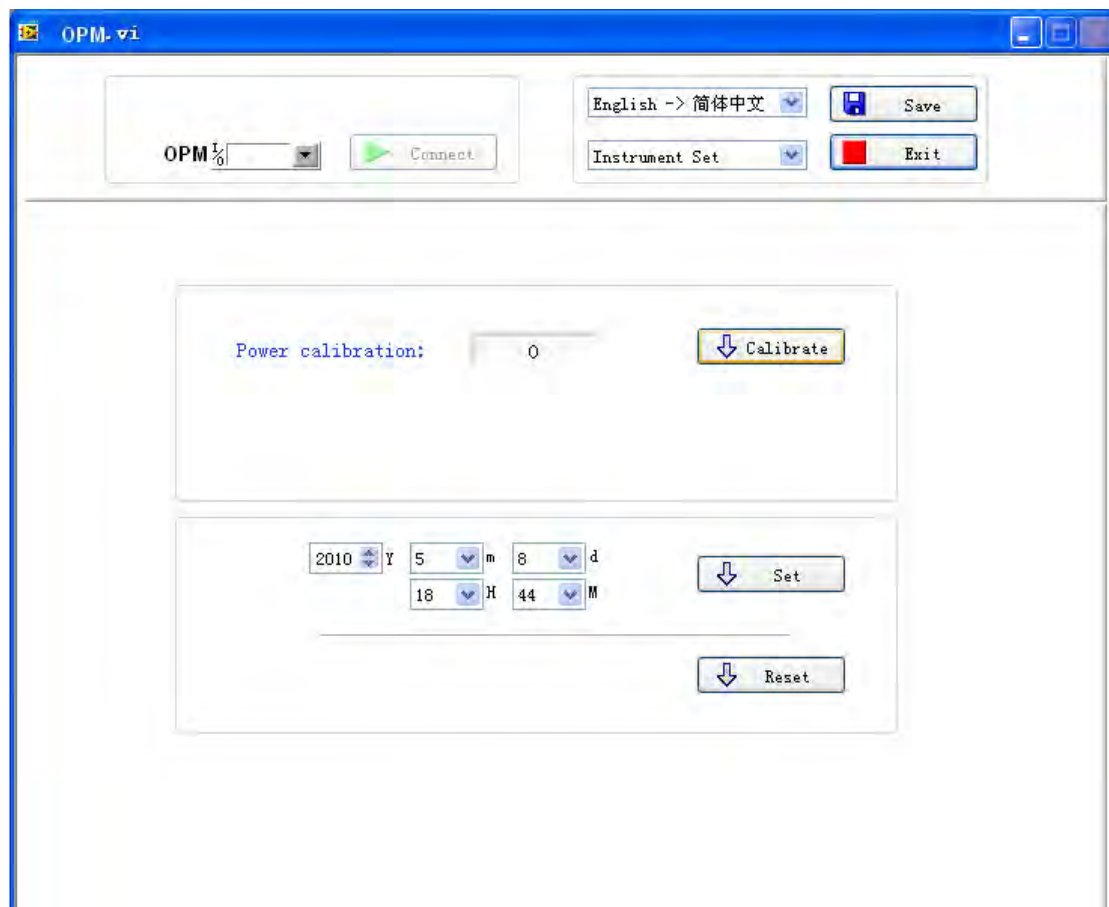 OPM.vi
English -> 简体中文
Save
OPM I/O
Connect
Instrument Set
Exit
Power calibration:
0
Calibrate
2010 Y 5 m 8 d
Set
18 H 44 M
Reset